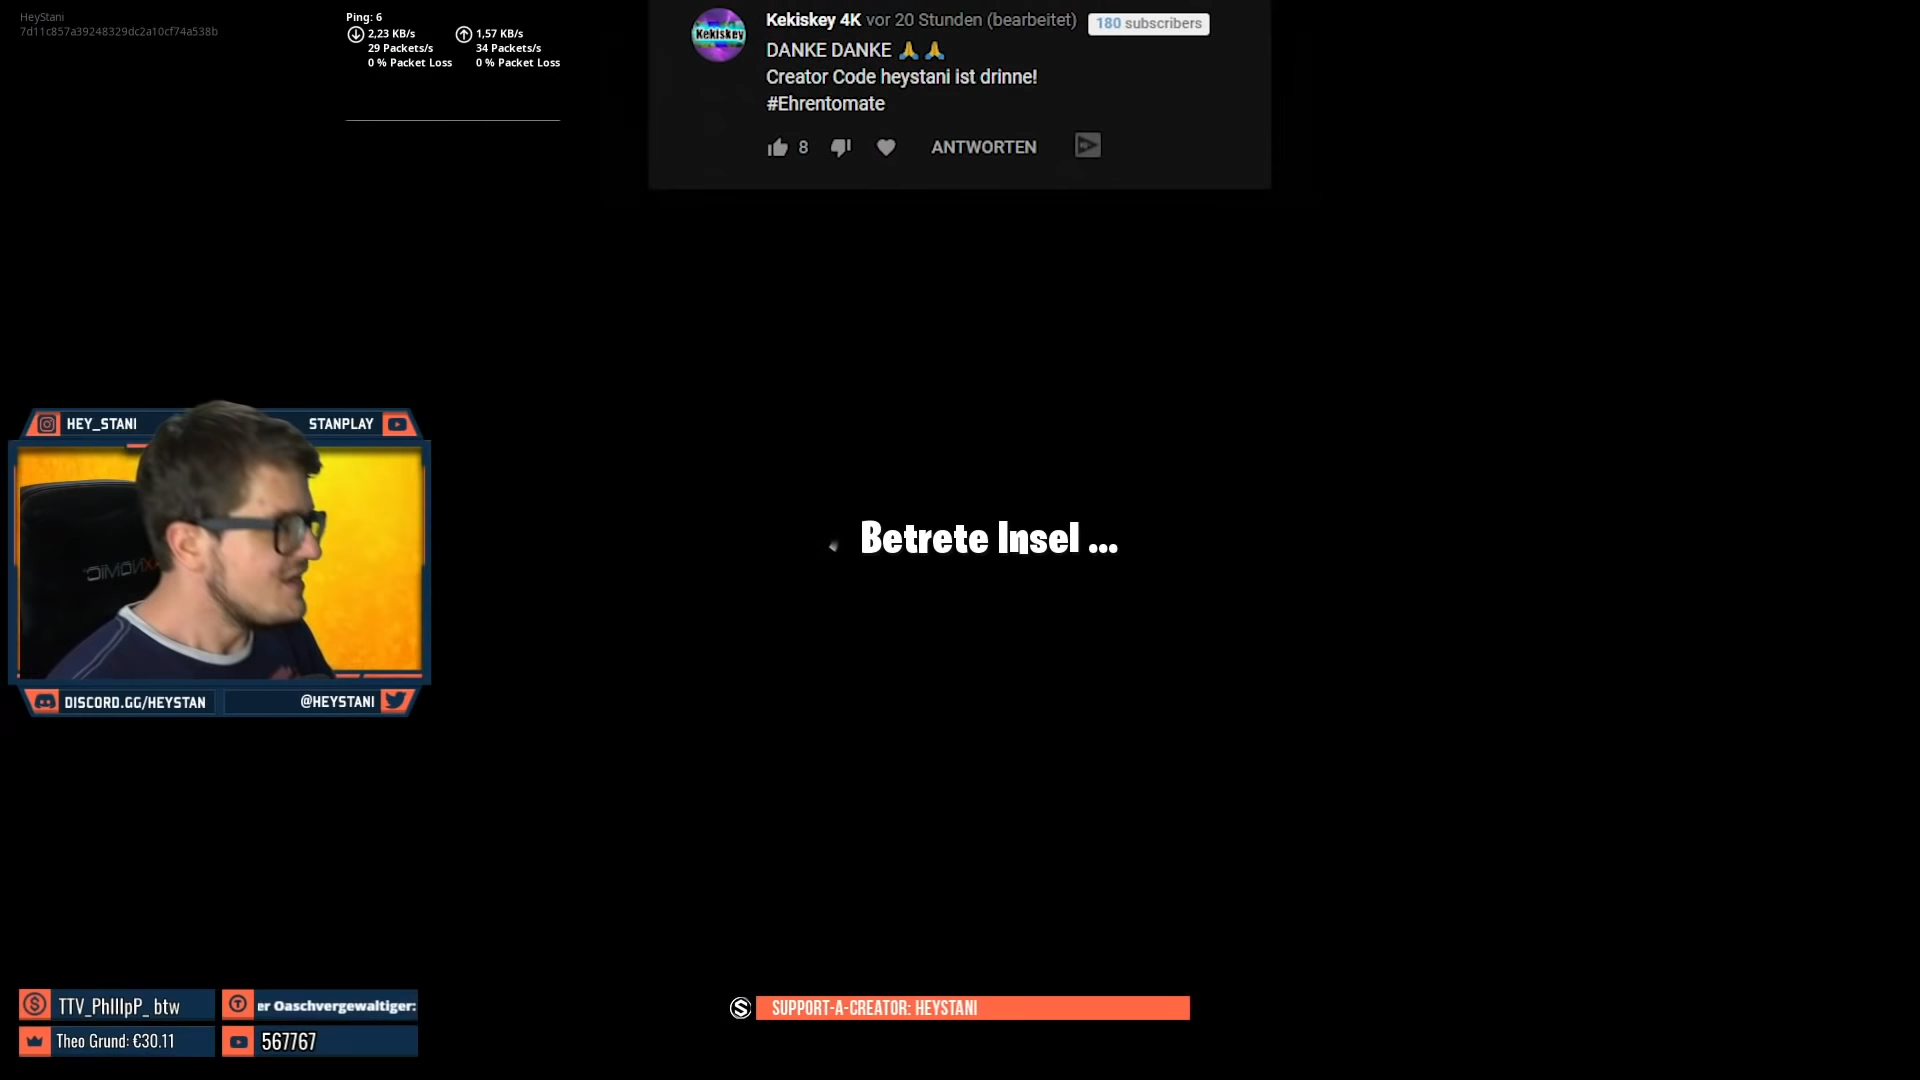 HeyStani
7d11c857a39248329dc2a10cf74a538b
Ping: 6
2,23 KB/s
29 Packets/s
0 % Packet Loss
1,57 KB/s
34 Packets/s
0 % Packet Loss
Kekiskey
Kekiskey 4K vor 20 Stunden (bearbeitet) 180 subscribers
DANKE DANKE 🙏 🙏
Creator Code heystani ist drinne!
#Ehrentomate
8 ANTWORTEN
HEY_STANI
STANPLAY
Betrete Insel ...
DISCORD.GG/HEYSTAN
@HEYSTANI
TTV_PhIIIpP_ btw
er Oaschvergewaltiger:
Theo Grund: €30.11
567767
SUPPORT-A-CREATOR: HEYSTANI